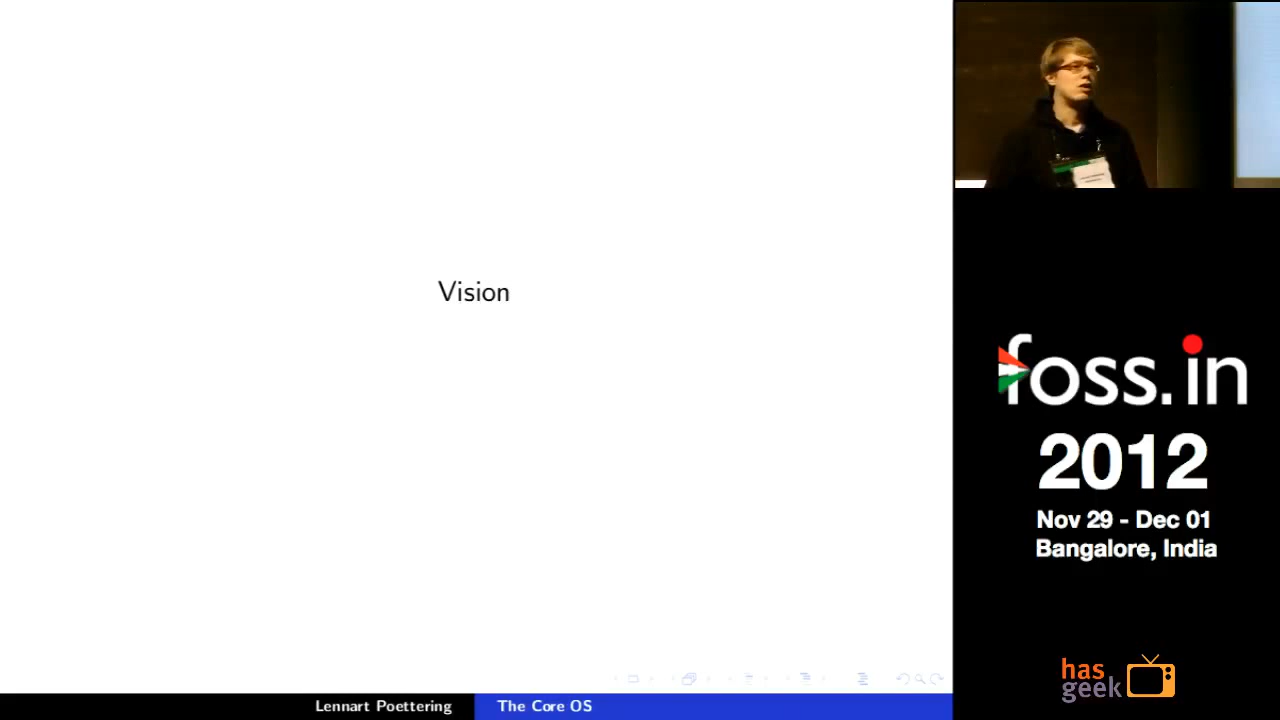 Vision
Lennart Poettering
The Core OS
foss.in
2012
Nov 29 - Dec 01
Bangalore, India
has
geek